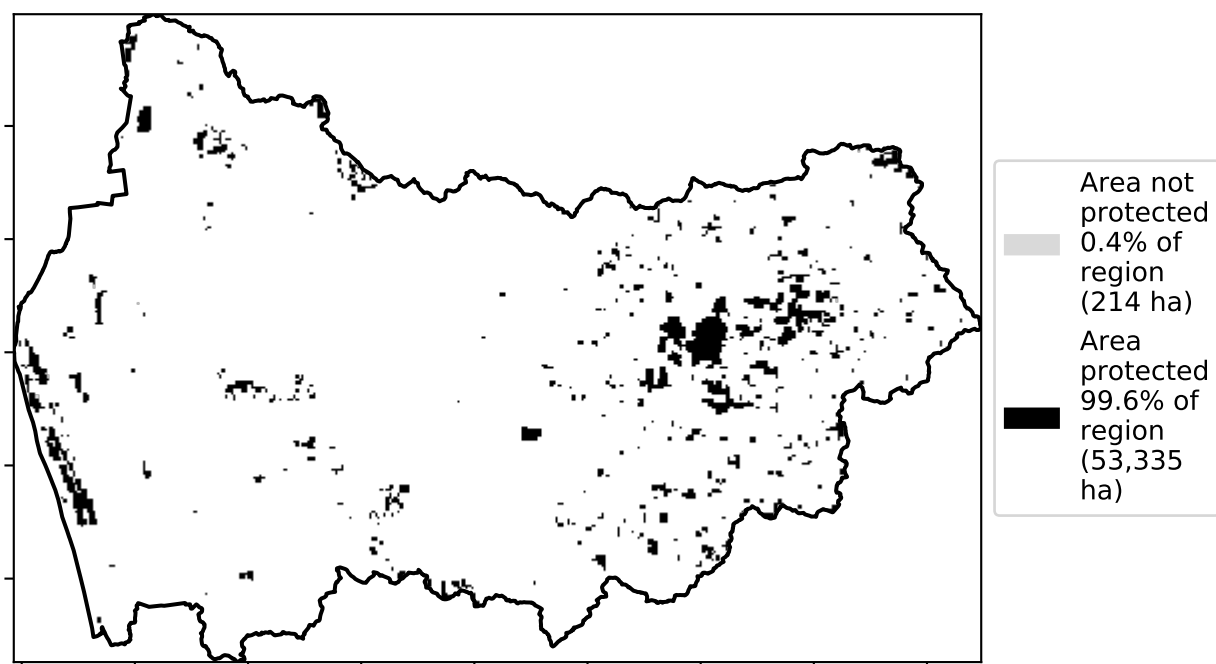 Area not
protected
0.4% of
region
(214 ha)
Area
protected
99.6% of
region
(53,335
ha)